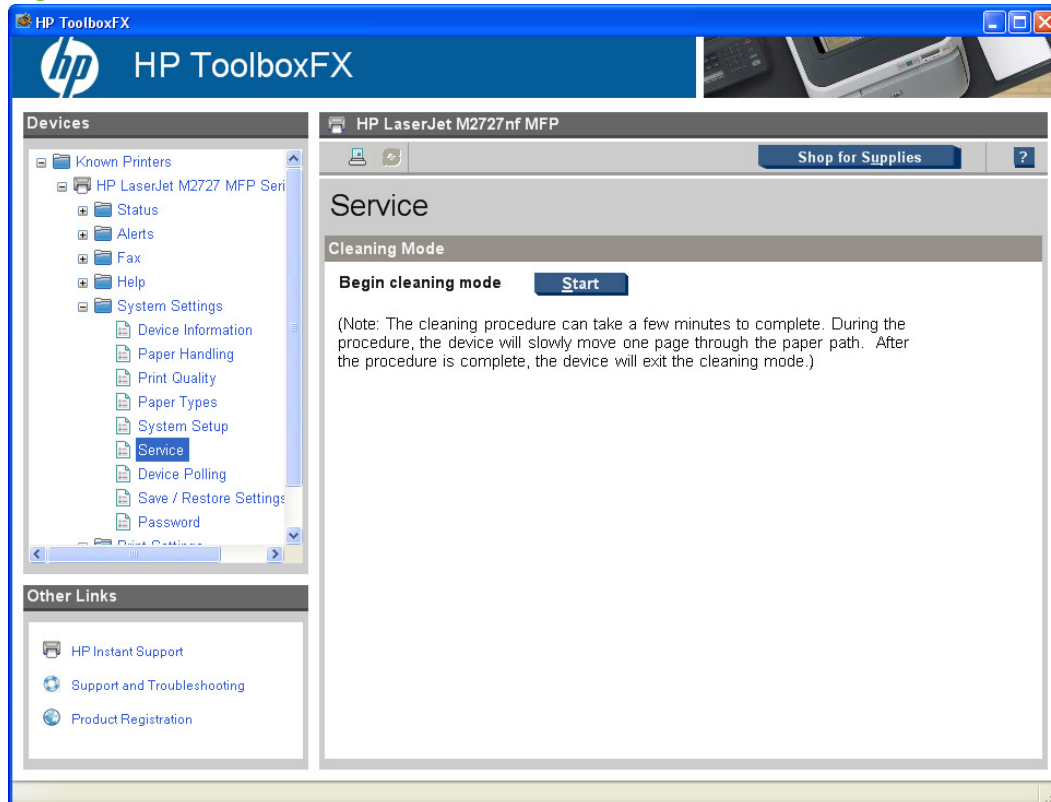 HP ToolboxFX
hp
HP ToolboxFX
Devices
Known Printers
HP LaserJet M2727 MFP Seri
Status
Alerts
Fax
Help
System Settings
Device Information
Paper Handling
Print Quality
Paper Types
System Setup
Service
Device Polling
Save / Restore Settings
Password
Print Settings
Other Links
HP Instant Support
Support and Troubleshooting
Product Registration
HP LaserJet M2727nf MFP
Shop for Supplies
?
Service
Cleaning Mode
Begin cleaning mode
Start
(Note: The cleaning procedure can take a few minutes to complete. During the
procedure, the device will slowly move one page through the paper path. After
the procedure is complete, the device will exit the cleaning mode.)